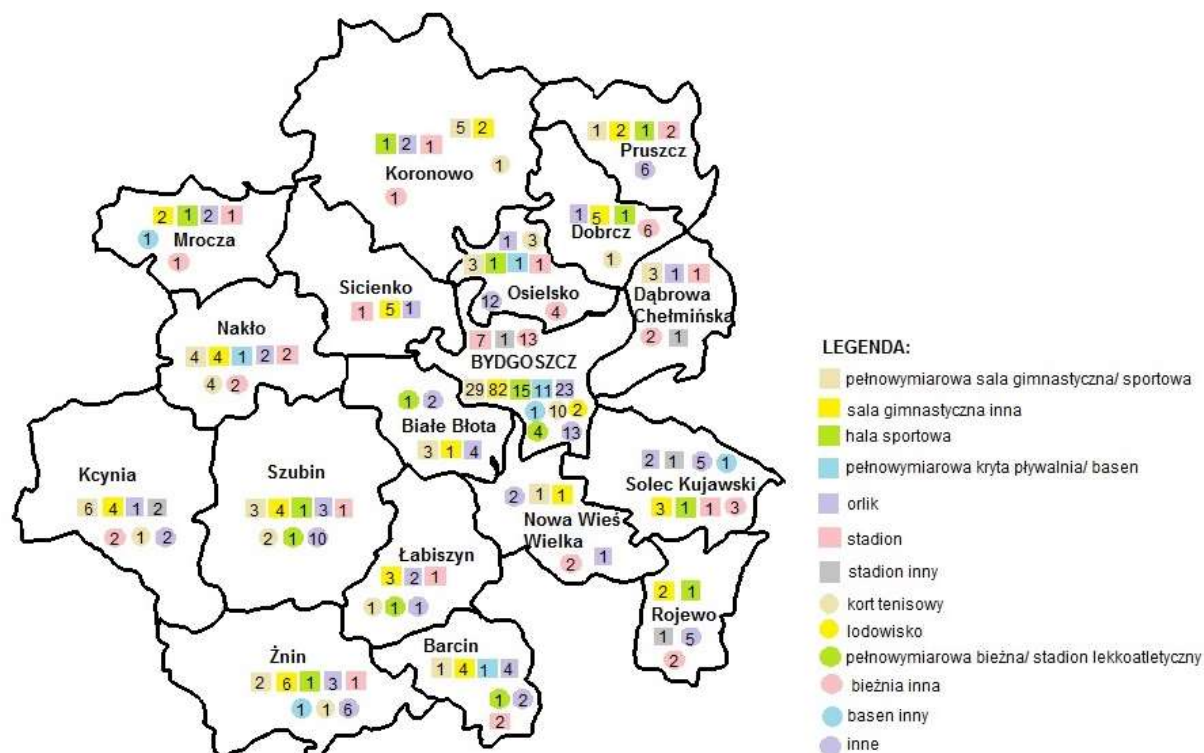 5 2
1 2 1
Koronowo
1
1
1 2 1 2
Pruszcz
6
2 1 2 1
1 Mrocza
1
1 5 1
Dobrcz 6
1
1 3
3 1 1 1
12 Osielsko
4
3 1 1
Dąbrowa
Chełmińska
2 1
Sicienko
1 5 1
Nakło
4 4 1 2 2
4 2
7 1 13
BYDGOSZCZ
29 82 15 11 23
1 10 2
4 13
1 2
Białe Błota
3 1 4
Kcynia
6 4 1 2
2 1 2
Szubin
3 4 1 3 1
2 1 10
2 1 5 1
Solec Kujawski
3 1 1 3
2 1 1
Nowa Wieś
Wielka
2 1
Łabiszyn
3 2 1
1 1 1
2 1
Rojewo
1 5
2
Żnin
2 6 1 3 1
1 1 6
Barcin
1 4 1 4
1 2
2
LEGENDA:
pełnowymiarowa sala gimnastyczna/ sportowa
sala gimnastyczna inna
hala sportowa
pełnowymiarowa kryta pływalnia/ basen
orlik
stadion
stadion inny
kort tenisowy
lodowisko
pełnowymiarowa bieżna/ stadion lekkoatletyczny
bieżnia inna
basen inny
inne